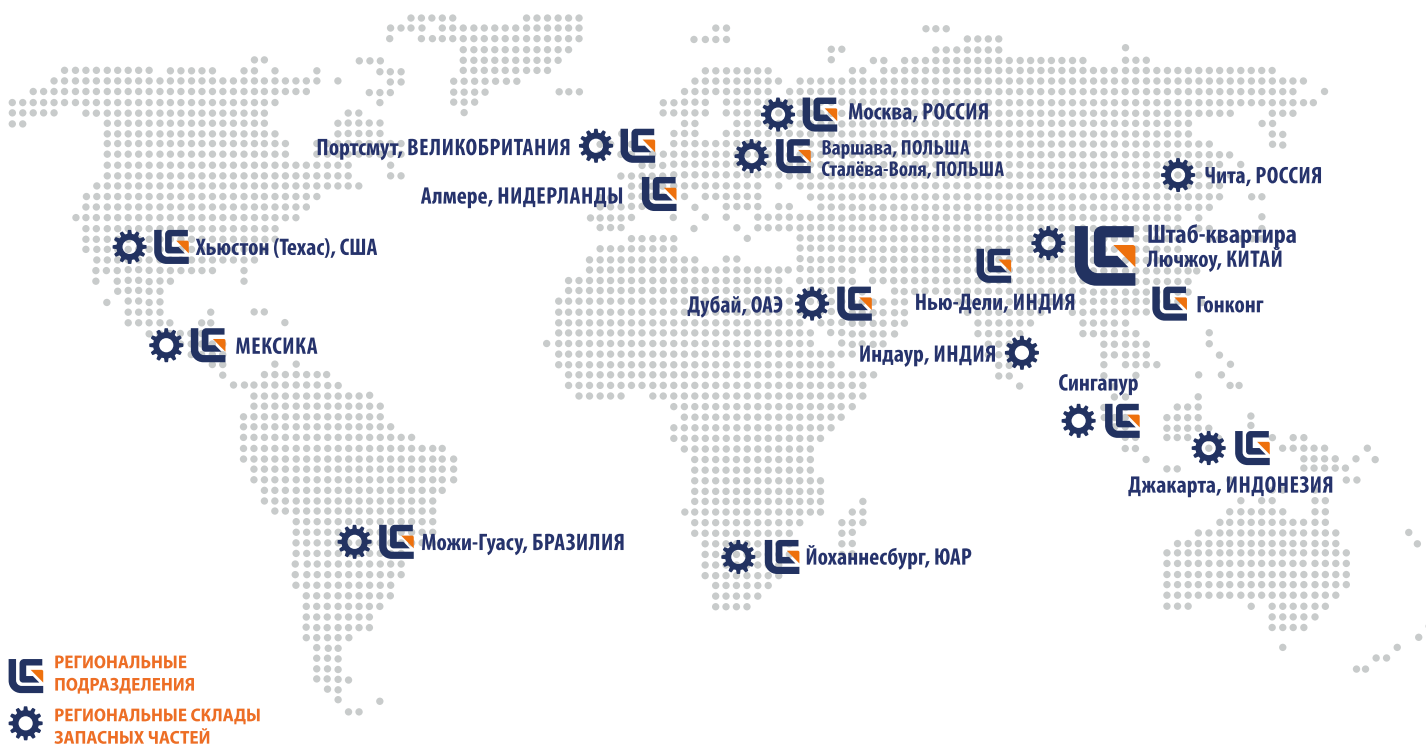 Москва, РОССИЯ
Портсмут, ВЕЛИКОБРИТАНИЯ
Варшава, ПОЛЬША
Сталёва-Воля, ПОЛЬША
Чита, РОССИЯ
Алмере, НИДЕРЛАНДЫ
Хьюстон (Техас), США
Штаб-квартира
Лючжоу, КИТАЙ
Дубай, ОАЭ
Нью-Дели, ИНДИЯ
Гонконг
МЕКСИКА
Индаур, ИНДИЯ
Сингапур
Джакарта, ИНДОНЕЗИЯ
Можи-Гуасу, БРАЗИЛИЯ
Йоханнесбург, ЮАР
РЕГИОНАЛЬНЫЕ
ПОДРАЗДЕЛЕНИЯ
РЕГИОНАЛЬНЫЕ СКЛАДЫ
ЗАПАСНЫХ ЧАСТЕЙ